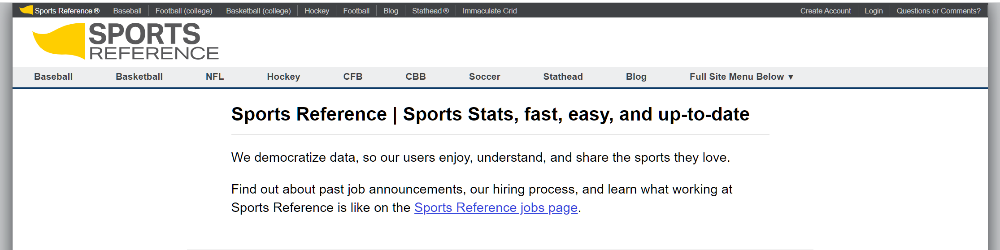 Sports Reference ® Baseball Football (college) Basketball (college) Hockey Football Blog Stathead ® Immaculate Grid Create Account Login Questions or Comments?
SPORTS
REFERENCE
Baseball Basketball NFL Hockey CFB CBB Soccer Stathead Blog Full Site Menu Below ▼
Sports Reference | Sports Stats, fast, easy, and up-to-date
We democratize data, so our users enjoy, understand, and share the sports they love.
Find out about past job announcements, our hiring process, and learn what working at
Sports Reference is like on the Sports Reference jobs page.